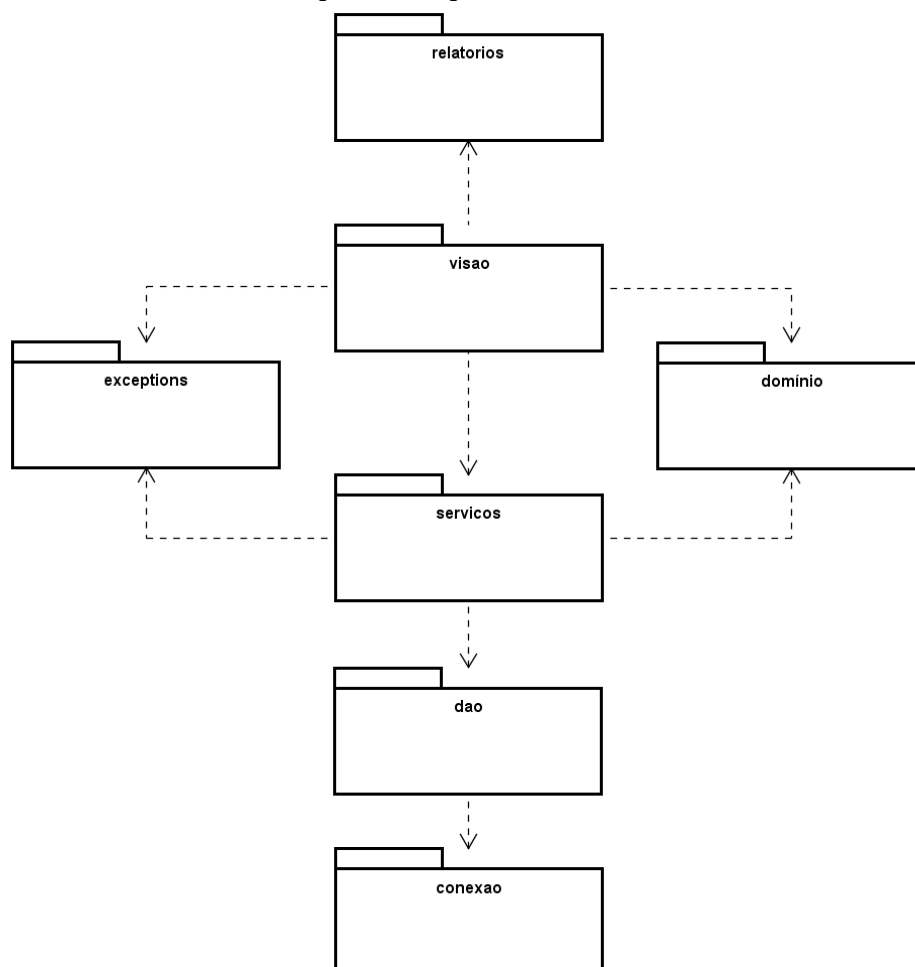 relatorios
visao
exceptions
domínio
servicos
dao
conexao